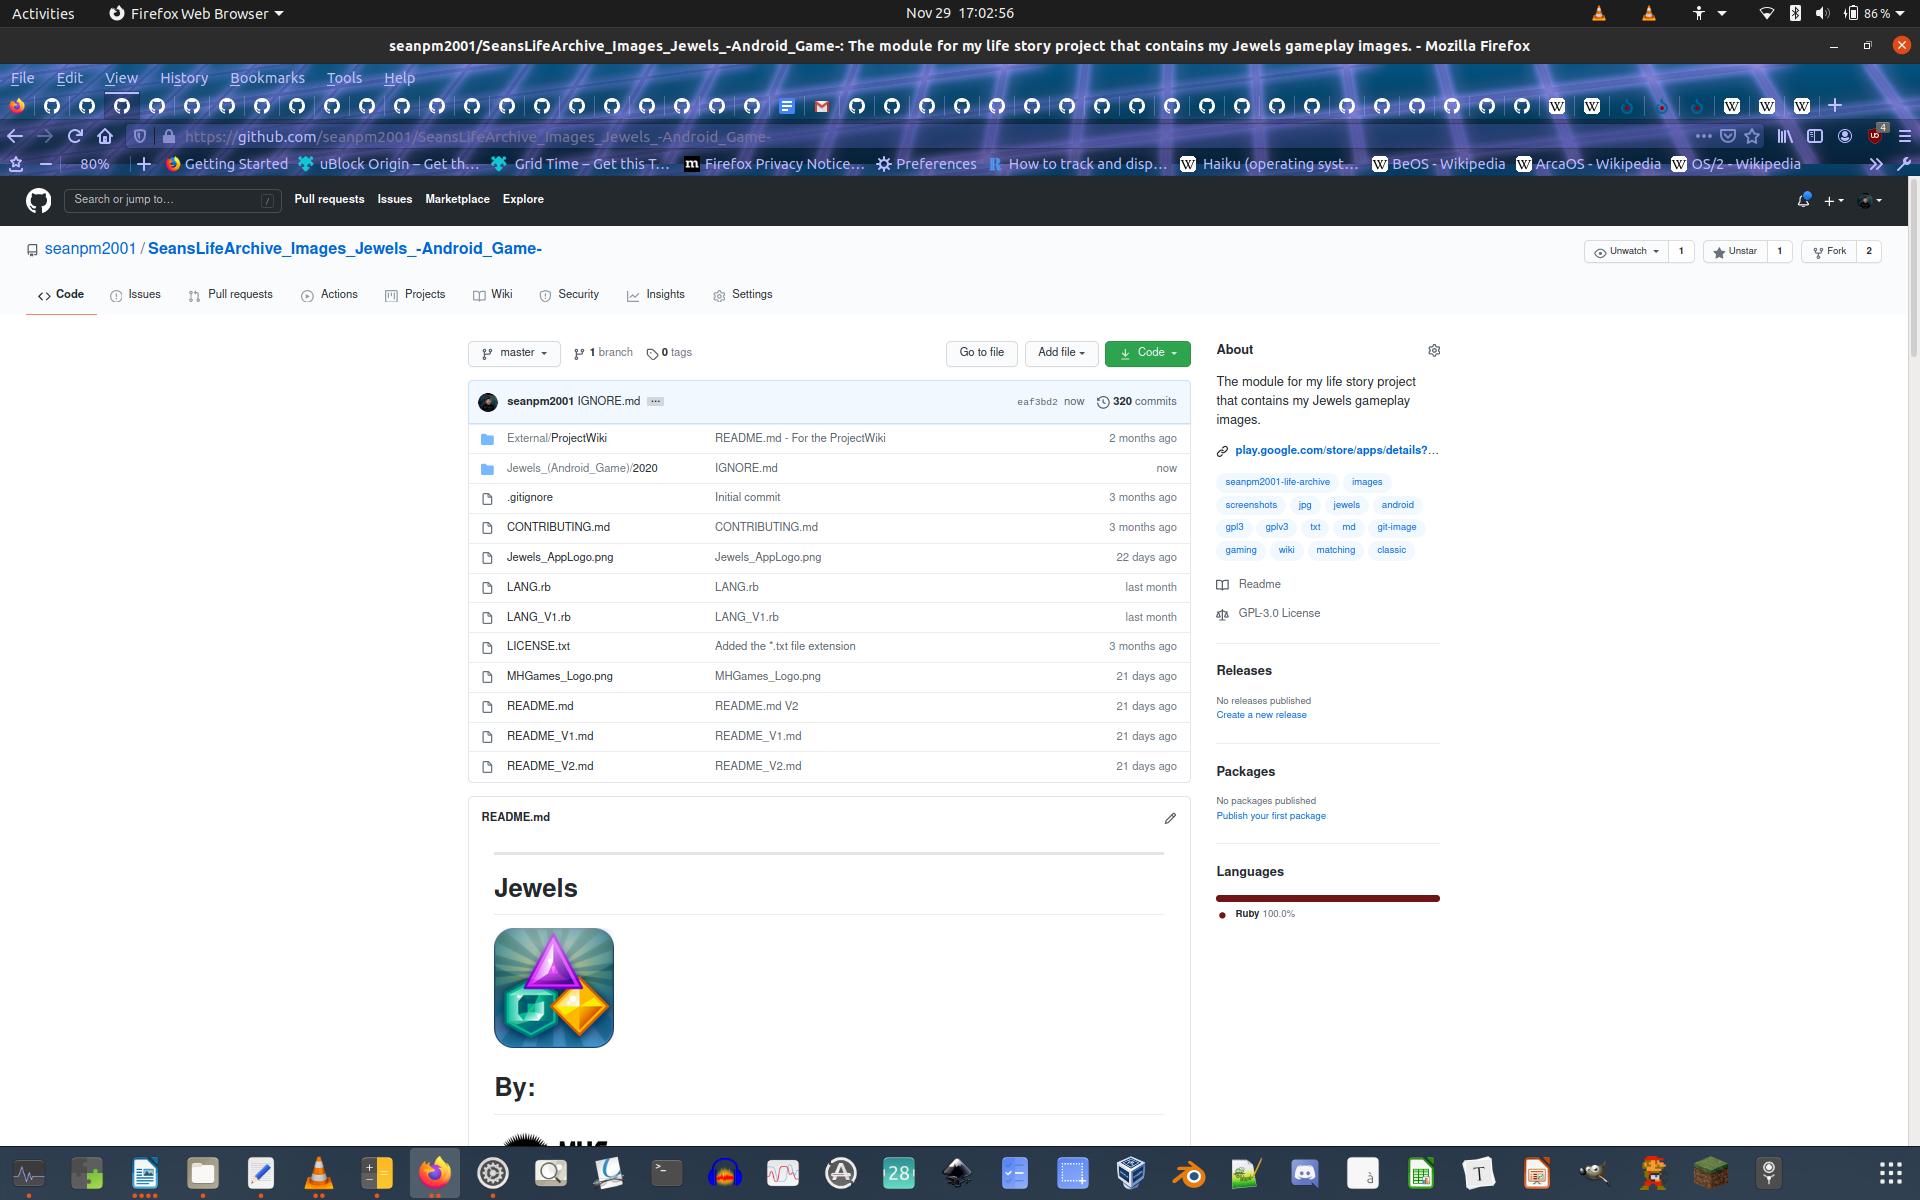 Activities Firefox Web Browser Nov 29 17:02:56 86 %
seanpm2001/SeansLifeArchive_Images_Jewels_-Android_Game-: The module for my life story project that contains my Jewels gameplay images. - Mozilla Firefox
File Edit View History Bookmarks Tools Help
https://github.com/seanpm2001/SeansLifeArchive_Images_Jewels_-Android_Game- 4
80% Getting Started uBlock Origin – Get th… Grid Time – Get this T… Firefox Privacy Notice… Preferences How to track and disp… Haiku (operating syst… BeOS - Wikipedia ArcaOS - Wikipedia OS/2 - Wikipedia
Search or jump to… / Pull requests Issues Marketplace Explore
seanpm2001 / SeansLifeArchive_Images_Jewels_-Android_Game- Unwatch 1 Unstar 1 Fork 2
Code Issues Pull requests Actions Projects Wiki Security Insights Settings
master 1 branch 0 tags Go to file Add file Code
seanpm2001 IGNORE.md … eaf3bd2 now 320 commits
External/ProjectWiki README.md - For the ProjectWiki 2 months ago
Jewels_(Android_Game)/2020 IGNORE.md now
.gitignore Initial commit 3 months ago
CONTRIBUTING.md CONTRIBUTING.md 3 months ago
Jewels_AppLogo.png Jewels_AppLogo.png 22 days ago
LANG.rb LANG.rb last month
LANG_V1.rb LANG_V1.rb last month
LICENSE.txt Added the *.txt file extension 3 months ago
MHGames_Logo.png MHGames_Logo.png 21 days ago
README.md README.md V2 21 days ago
README_V1.md README_V1.md 21 days ago
README_V2.md README_V2.md 21 days ago
README.md
Jewels
By:
About
The module for my life story project
that contains my Jewels gameplay
images.
play.google.com/store/apps/details?…
seanpm2001-life-archive images
screenshots jpg jewels android
gpl3 gplv3 txt md git-image
gaming wiki matching classic
Readme
GPL-3.0 License
Releases
No releases published
Create a new release
Packages
No packages published
Publish your first package
Languages
Ruby 100.0%
28